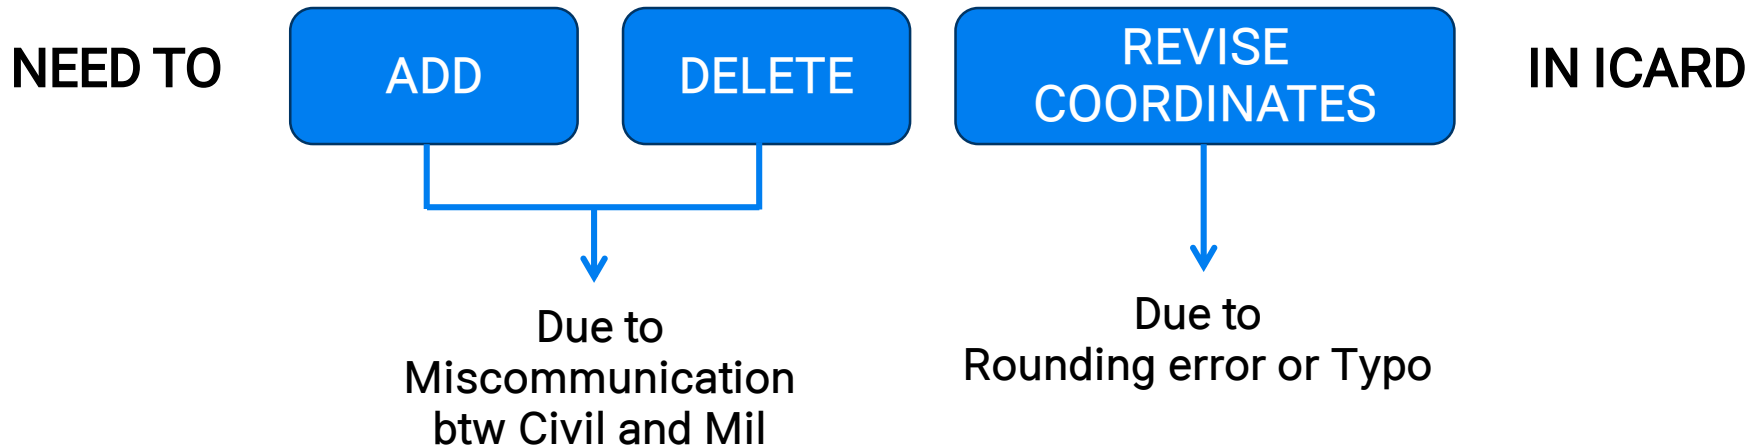 NEED TO
ADD
DELETE
REVISE
COORDINATES
IN ICARD
Due to
Miscommunication
btw Civil and Mil
Due to
Rounding error or Typo